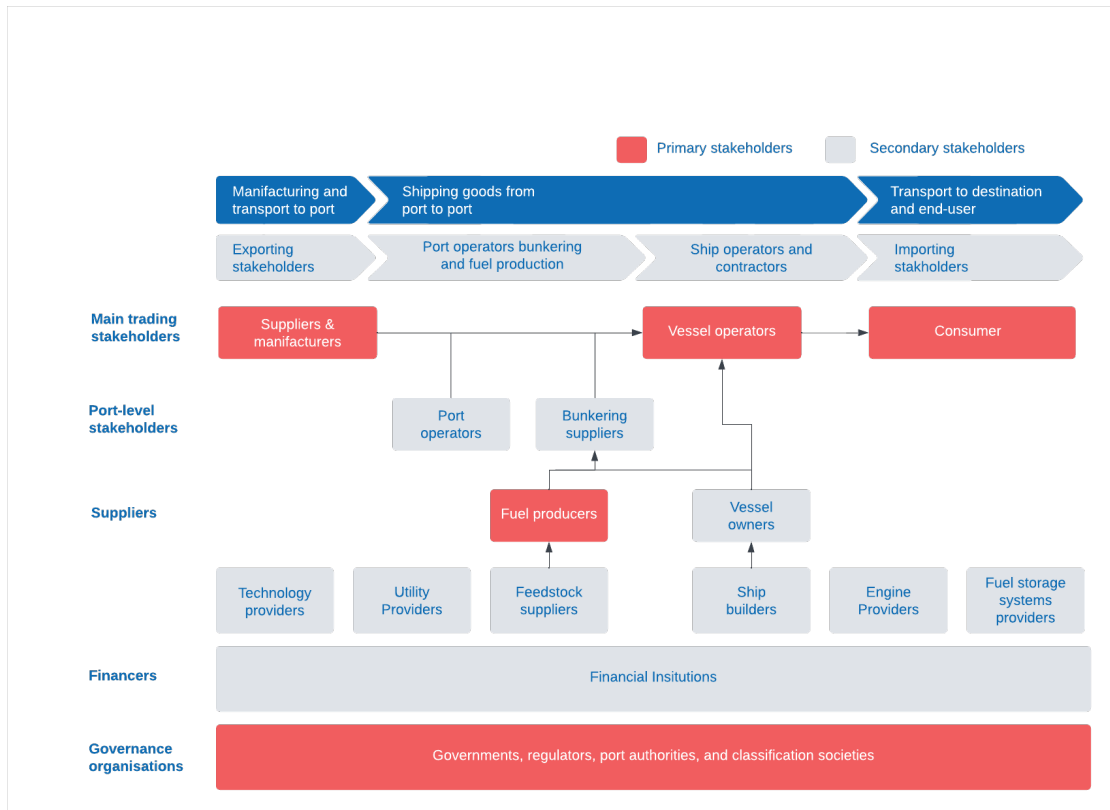 Primary stakeholders
Secondary stakeholders
Manifacturing and
transport to port
Shipping goods from
port to port
Transport to destination
and end-user
Exporting
stakeholders
Port operators bunkering
and fuel production
Ship operators and
contractors
Importing
stakholders
Main trading
stakeholders
Suppliers &
manifacturers
Vessel operators
Consumer
Port-level
stakeholders
Port
operators
Bunkering
suppliers
Suppliers
Fuel producers
Vessel
owners
Technology
providers
Utility
Providers
Feedstock
suppliers
Ship
builders
Engine
Providers
Fuel storage
systems
providers
Financers
Financial Insitutions
Governance
organisations
Governments, regulators, port authorities, and classification societies